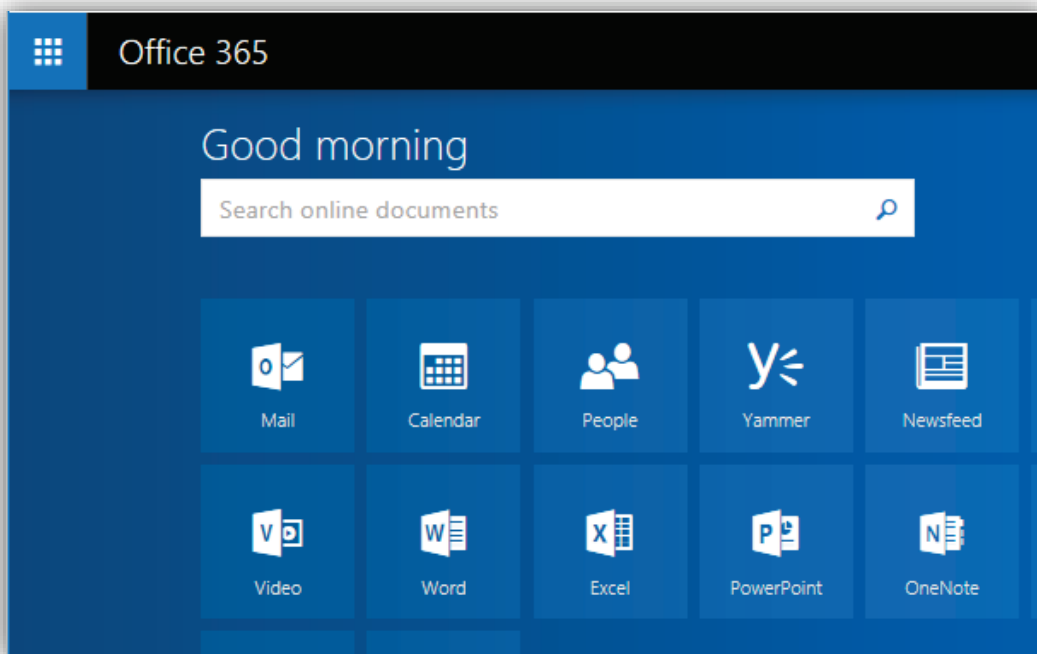 Office 365
Good morning
Search online documents
Mail Calendar People Yammer Newsfeed
Video Word Excel PowerPoint OneNote